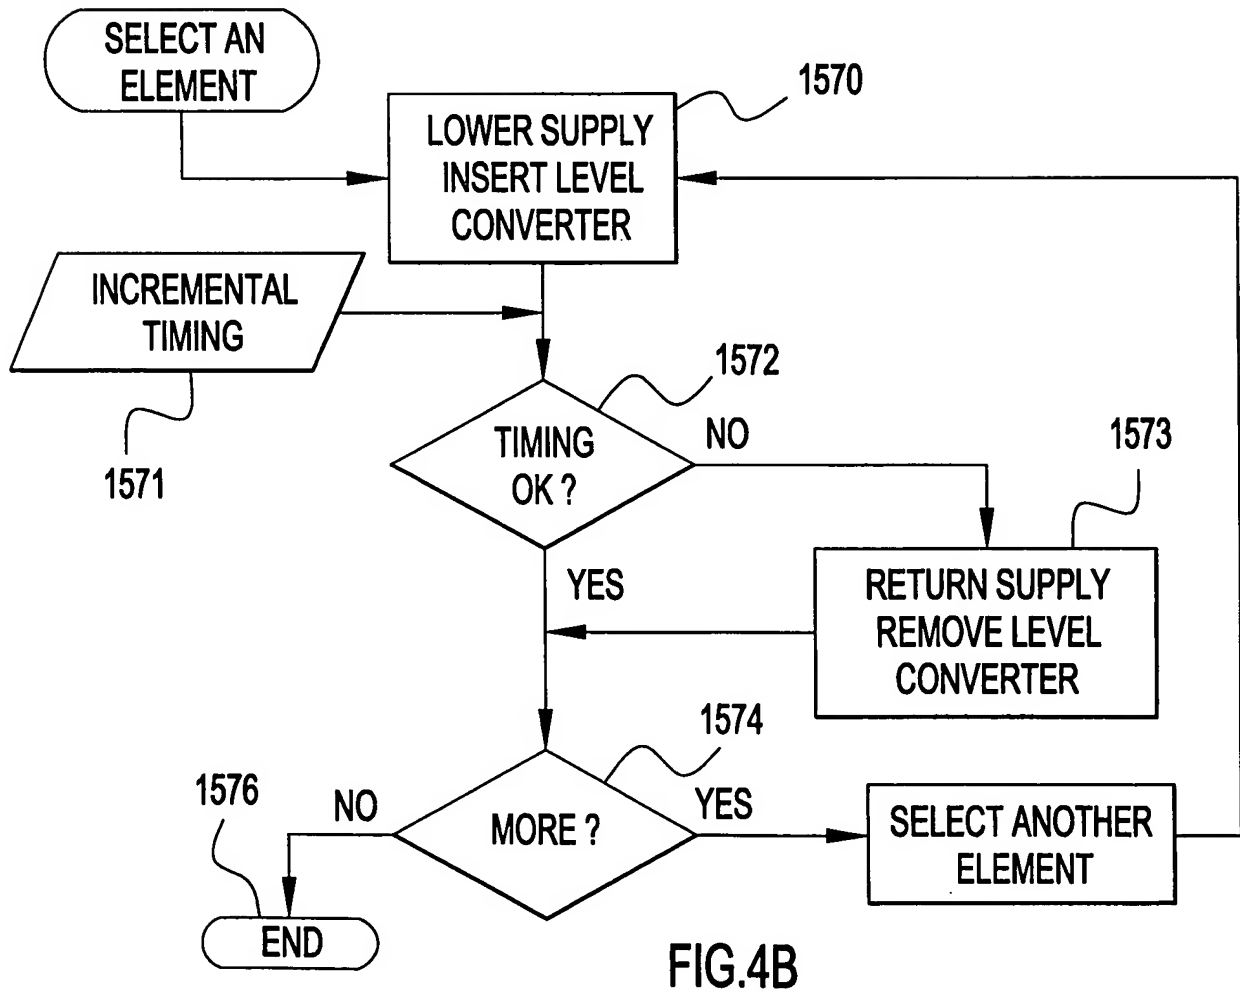 SELECT AN
ELEMENT
1570
LOWER SUPPLY
INSERT LEVEL
CONVERTER
INCREMENTAL
TIMING
1571
1572
TIMING
OK ?
NO
1573
YES
RETURN SUPPLY
REMOVE LEVEL
CONVERTER
1574
1576
NO
MORE ?
YES
SELECT ANOTHER
ELEMENT
END
FIG.4B